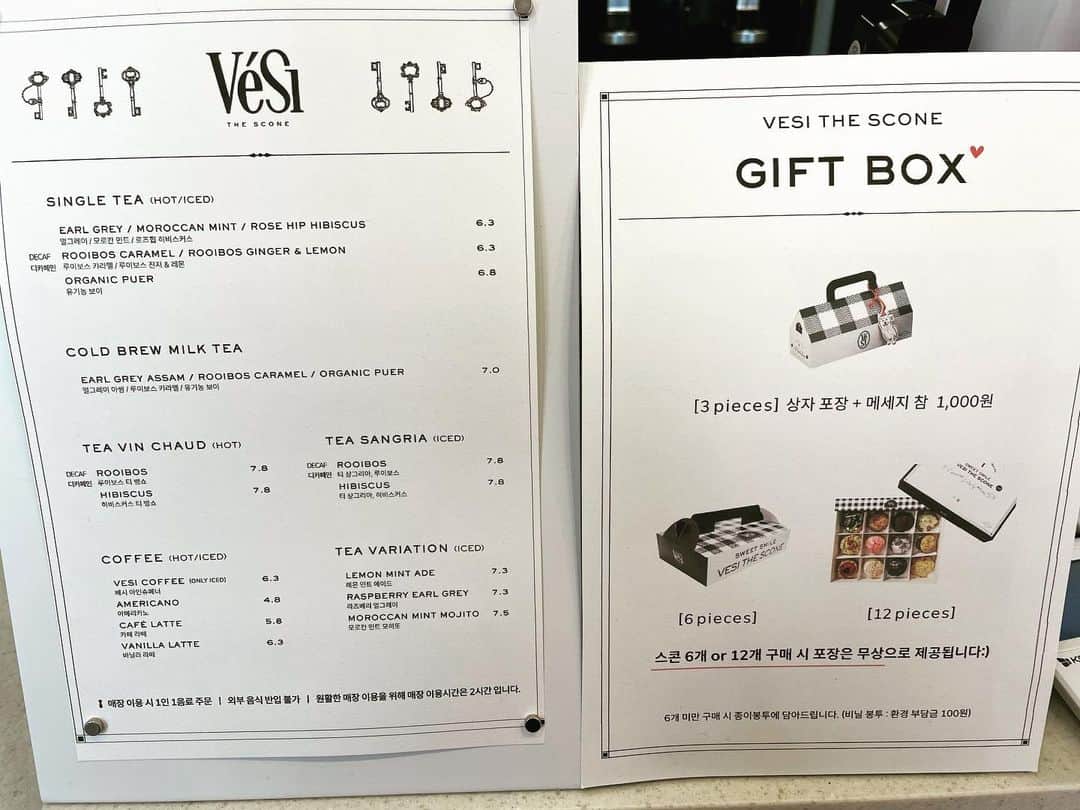 VéSi
THE SCONE
SINGLE TEA (HOT/ICED)
EARL GREY / MOROCCAN MINT / ROSE HIP HIBISCUS 6.3
얼그레이 / 모로칸 민트 / 로즈힙 히비스커스
DECAF ROOIBOS CARAMEL / ROOIBOS GINGER & LEMON 6.3
디카페인 루이보스 카라멜 / 루이보스 진저 & 레몬
ORGANIC PUER 6.8
유기농 보이
COLD BREW MILK TEA
EARL GREY ASSAM / ROOIBOS CARAMEL / ORGANIC PUER 7.0
얼그레이 아쌈 / 루이보스 카라멜 / 유기농 보이
TEA VIN CHAUD (HOT)
DECAF ROOIBOS 7.8
디카페인 루이보스 티 뱅쇼
HIBISCUS 7.8
히비스커스 티 뱅쇼
TEA SANGRIA (ICED)
DECAF ROOIBOS 7.8
디카페인 티 상그리아, 루이보스
HIBISCUS 7.8
티 상그리아, 히비스커스
COFFEE (HOT/ICED)
VESI COFFEE (ONLY ICED) 6.3
베시 아인슈페너
AMERICANO 4.8
아메리카노
CAFÉ LATTE 5.8
카페 라떼
VANILLA LATTE 6.3
바닐라 라떼
TEA VARIATION (ICED)
LEMON MINT ADE 7.3
레몬 민트 에이드
RASPBERRY EARL GREY 7.3
라즈베리 얼그레이
MOROCCAN MINT MOJITO 7.5
모로칸 민트 모히또
매장 이용 시 1인 1음료 주문 | 외부 음식 반입 불가 | 원활한 매장 이용을 위해 매장 이용시간은 2시간 입니다.
VESI THE SCONE
GIFT BOX
[3 pieces] 상자 포장 + 메세지 참 1,000원
SWEET SMILE
VESI THE SCONE
SWEET SMILE
VESI THE SCONE
[6 pieces]
[12 pieces]
스콘 6개 or 12개 구매 시 포장은 무상으로 제공됩니다:)
6개 미만 구매 시 종이봉투에 담아드립니다. (비닐 봉투 : 환경 부담금 100원)